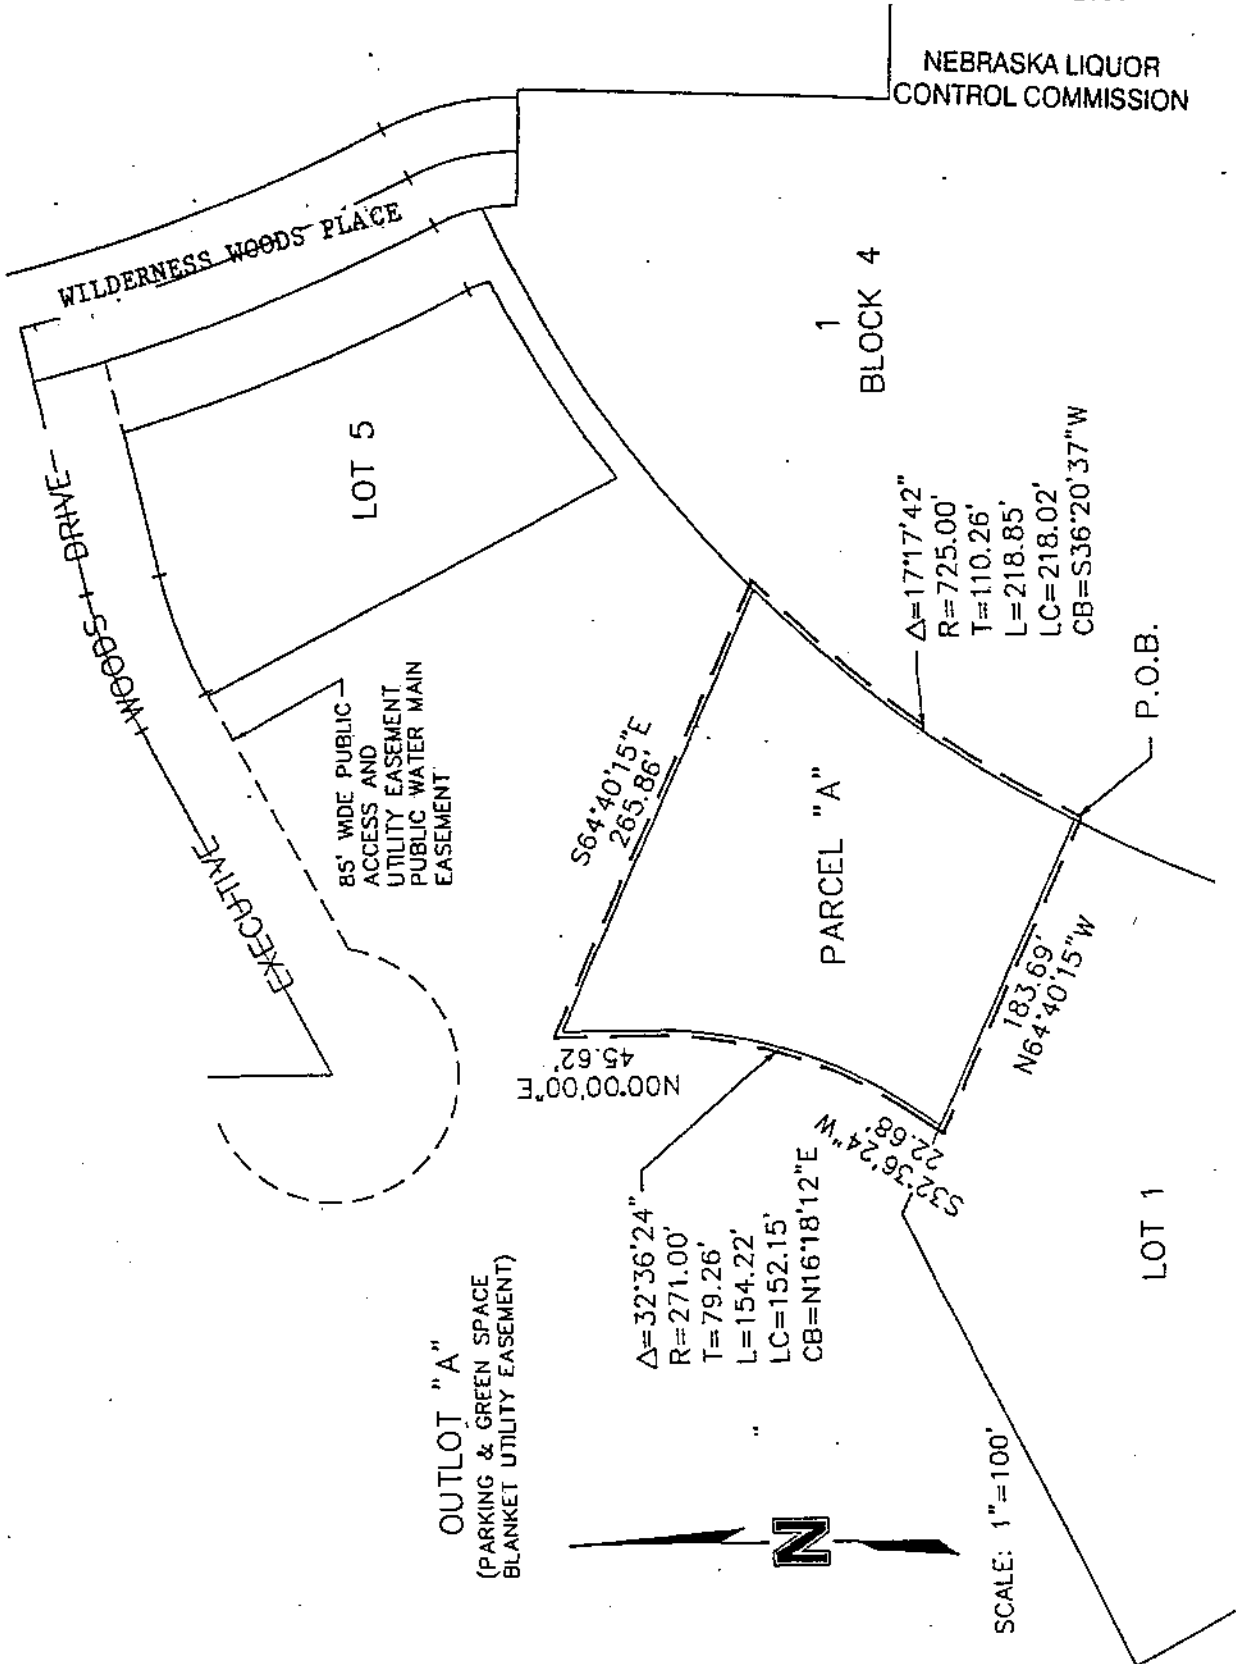 NEBRASKA LIQUOR
CONTROL COMMISSION
WILDERNESS WOODS PLACE
EXECUTIVE WOODS DRIVE
LOT 5
1
BLOCK 4
85' WIDE PUBLIC
ACCESS AND
UTILITY EASEMENT
PUBLIC WATER MAIN
EASEMENT
S64°40'15"E
265.86'
Δ=17°17'42"
R=725.00'
T=110.26'
L=218.85'
LC=218.02'
CB=S36°20'37"W
P.O.B.
PARCEL "A"
183.69'
N64°40'15"W
N00°00'00"E
45.62'
S32°36'24"W
22.68'
Δ=32°36'24"
R=271.00'
T=79.26'
L=154.22'
LC=152.15'
CB=N16°18'12"E
OUTLOT "A"
(PARKING & GREEN SPACE
BLANKET UTILITY EASEMENT)
LOT 1
N
SCALE: 1"=100'